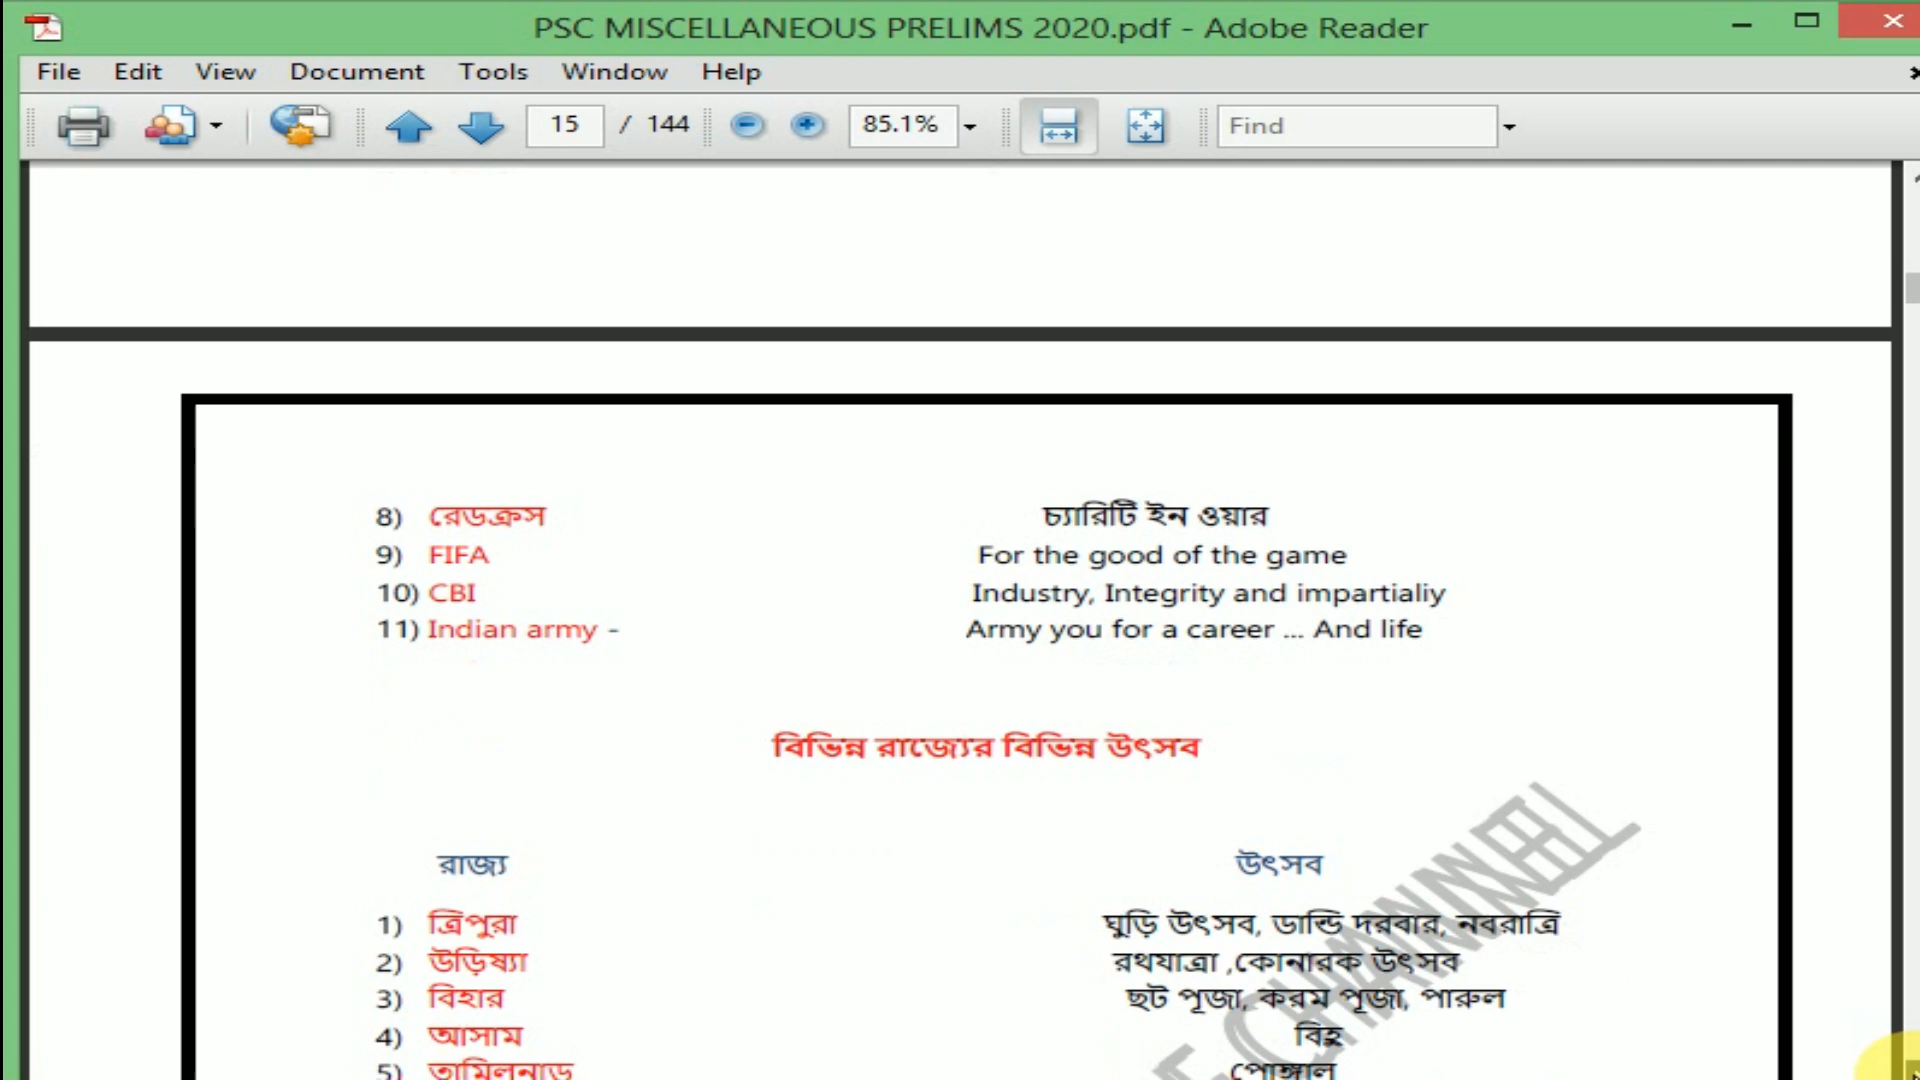 PSC MISCELLANEOUS PRELIMS 2020.pdf - Adobe Reader
File Edit View Document Tools Window Help
15 / 144 85.1% Find
8) রেডক্রস চ্যারিটি ইন ওয়ার
9) FIFA For the good of the game
10) CBI Industry, Integrity and impartialiy
11) Indian army - Army you for a career ... And life
বিভিন্ন রাজ্যের বিভিন্ন উৎসব
রাজ্য উৎসব
1) ত্রিপুরা ঘুড়ি উৎসব, ডান্ডি দরবার, নবরাত্রি
2) উড়িষ্যা রথযাত্রা ,কোনারক উৎসব
3) বিহার ছট পূজা, করম পূজা, পারুল
4) আসাম বিহু
5) তামিলনাড়ু পোঙ্গাল
CHANNEL